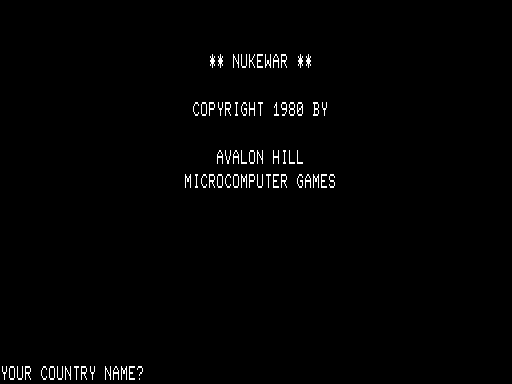 ** NUKEWAR **
COPYRIGHT 1980 BY
AVALON HILL
MICROCOMPUTER GAMES
YOUR COUNTRY NAME?